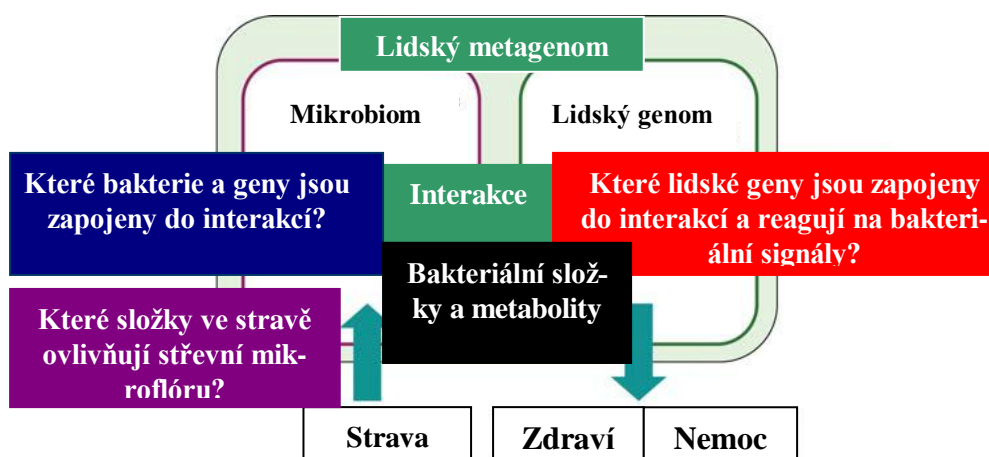 Lidský metagenom
Mikrobiom
Lidský genom
Které bakterie a geny jsou
zapojeny do interakcí?
Interakce
Které lidské geny jsou zapojeny
do interakcí a reagují na bakteri-
ální signály?
Bakteriální slož-
ky a metabolity
Které složky ve stravě
ovlivňují střevní mik-
roflóru?
Strava
Zdraví
Nemoc